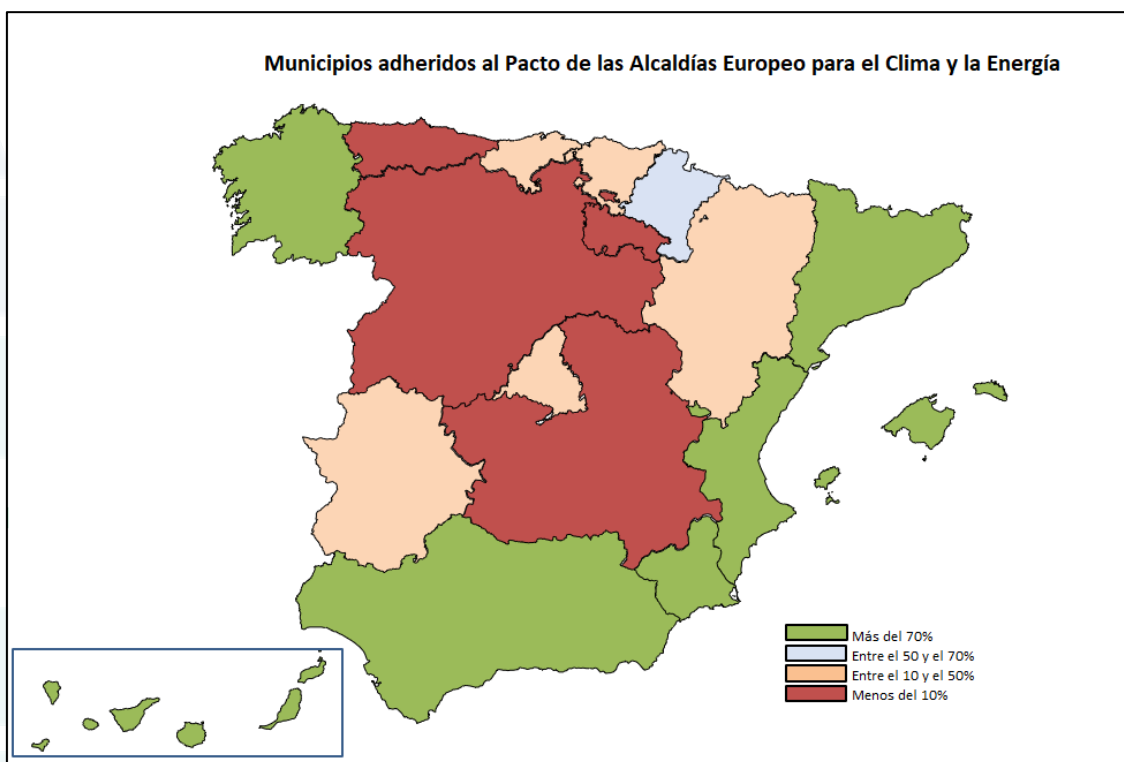 Municipios adheridos al Pacto de las Alcaldías Europeo para el Clima y la Energía
Más del 70%
Entre el 50 y el 70%
Entre el 10 y el 50%
Menos del 10%